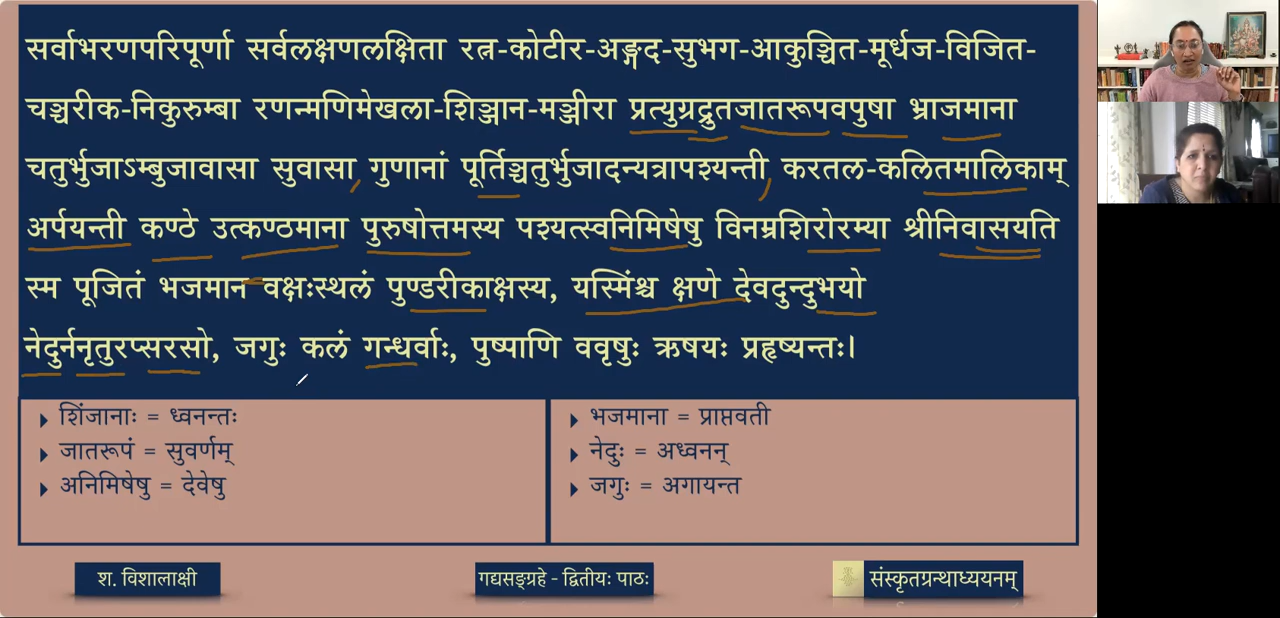 सर्वाभरणपरिपूर्णा सर्वलक्षणलक्षिता रत्न-कोटीर-अङ्गद-सुभग-आकुञ्चित-मूर्धज-विजित-
चञ्चरीक-निकुरुम्बा रणन्मणिमेखला-शिञ्जान-मञ्जीरा प्रत्युग्रद्रुतजातरूपवपुषा भ्राजमाना
चतुर्भुजाऽम्बुजावासा सुवासा गुणानां पूर्तिञ्चतुर्भुजादन्यत्रापश्यन्ती, करतल-कलितमालिकाम्
अर्पयन्ती कण्ठे उत्कण्ठमाना पुरुषोत्तमस्य पश्यत्स्वनिमिषेषु विनम्रशिरोरम्या श्रीनिवासयति
स्म पूजितं भजमान वक्षःस्थलं पुण्डरीकाक्षस्य, यस्मिंश्च क्षणे देवदुन्दुभयो
नेदुर्ननृतुरप्सरसो, जगुः कलं गन्धर्वाः, पुष्पाणि ववृषुः ऋषयः प्रहृष्यन्तः।
शिंजानाः = ध्वनन्तः
जातरूपं = सुवर्णम्
अनिमिषेषु = देवेषु
भजमाना = प्राप्तवती
नेदुः = अध्वनन्
जगुः = अगायन्त
श. विशालाक्षी
गद्यसङ्ग्रहे - द्वितीयः पाठः
संस्कृतग्रन्थाध्ययनम्